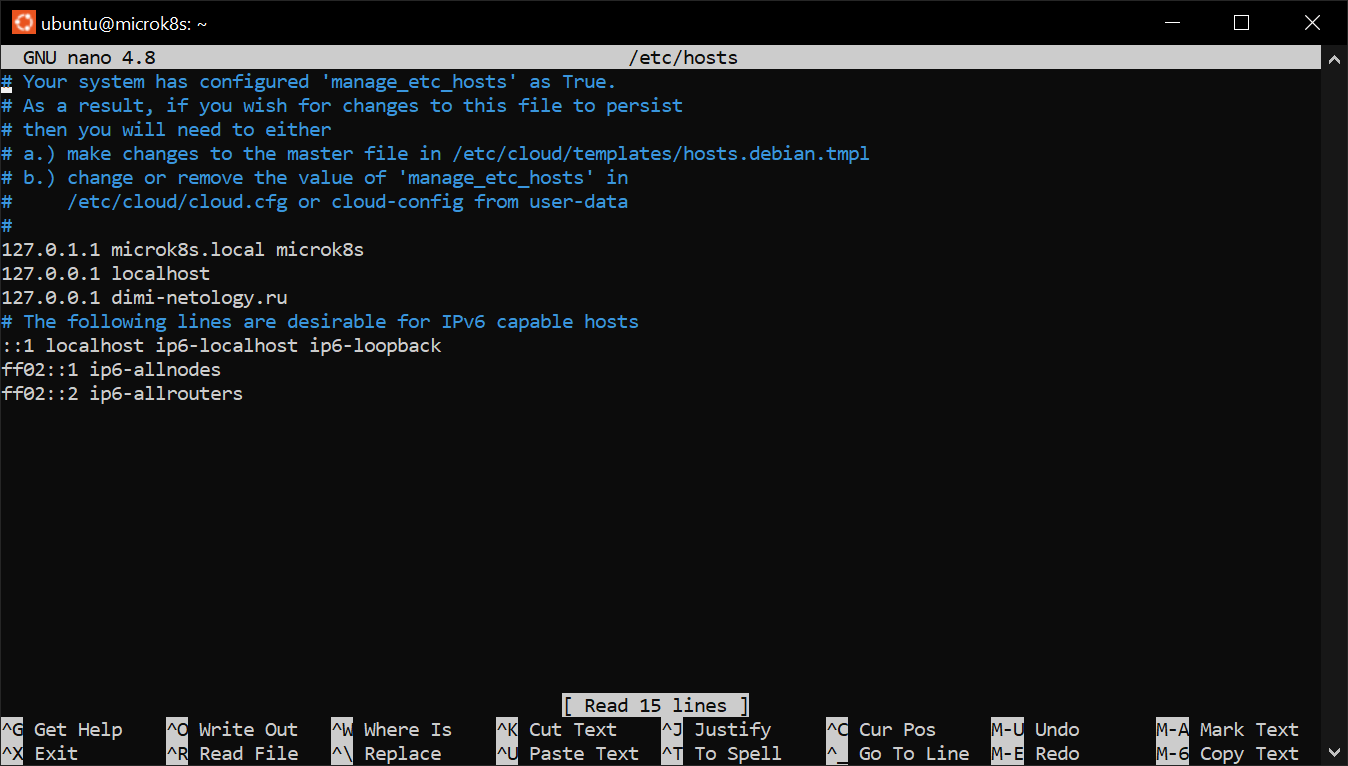 ubuntu@microk8s: ~
GNU nano 4.8 /etc/hosts
# Your system has configured 'manage_etc_hosts' as True.
# As a result, if you wish for changes to this file to persist
# then you will need to either
# a.) make changes to the master file in /etc/cloud/templates/hosts.debian.tmpl
# b.) change or remove the value of 'manage_etc_hosts' in
#     /etc/cloud/cloud.cfg or cloud-config from user-data
#
127.0.1.1 microk8s.local microk8s
127.0.0.1 localhost
127.0.0.1 dimi-netology.ru
# The following lines are desirable for IPv6 capable hosts
::1 localhost ip6-localhost ip6-loopback
ff02::1 ip6-allnodes
ff02::2 ip6-allrouters
[ Read 15 lines ]
^G Get Help ^O Write Out ^W Where Is ^K Cut Text ^J Justify ^C Cur Pos M-U Undo M-A Mark Text
^X Exit ^R Read File ^\ Replace ^U Paste Text ^T To Spell ^_ Go To Line M-E Redo M-6 Copy Text